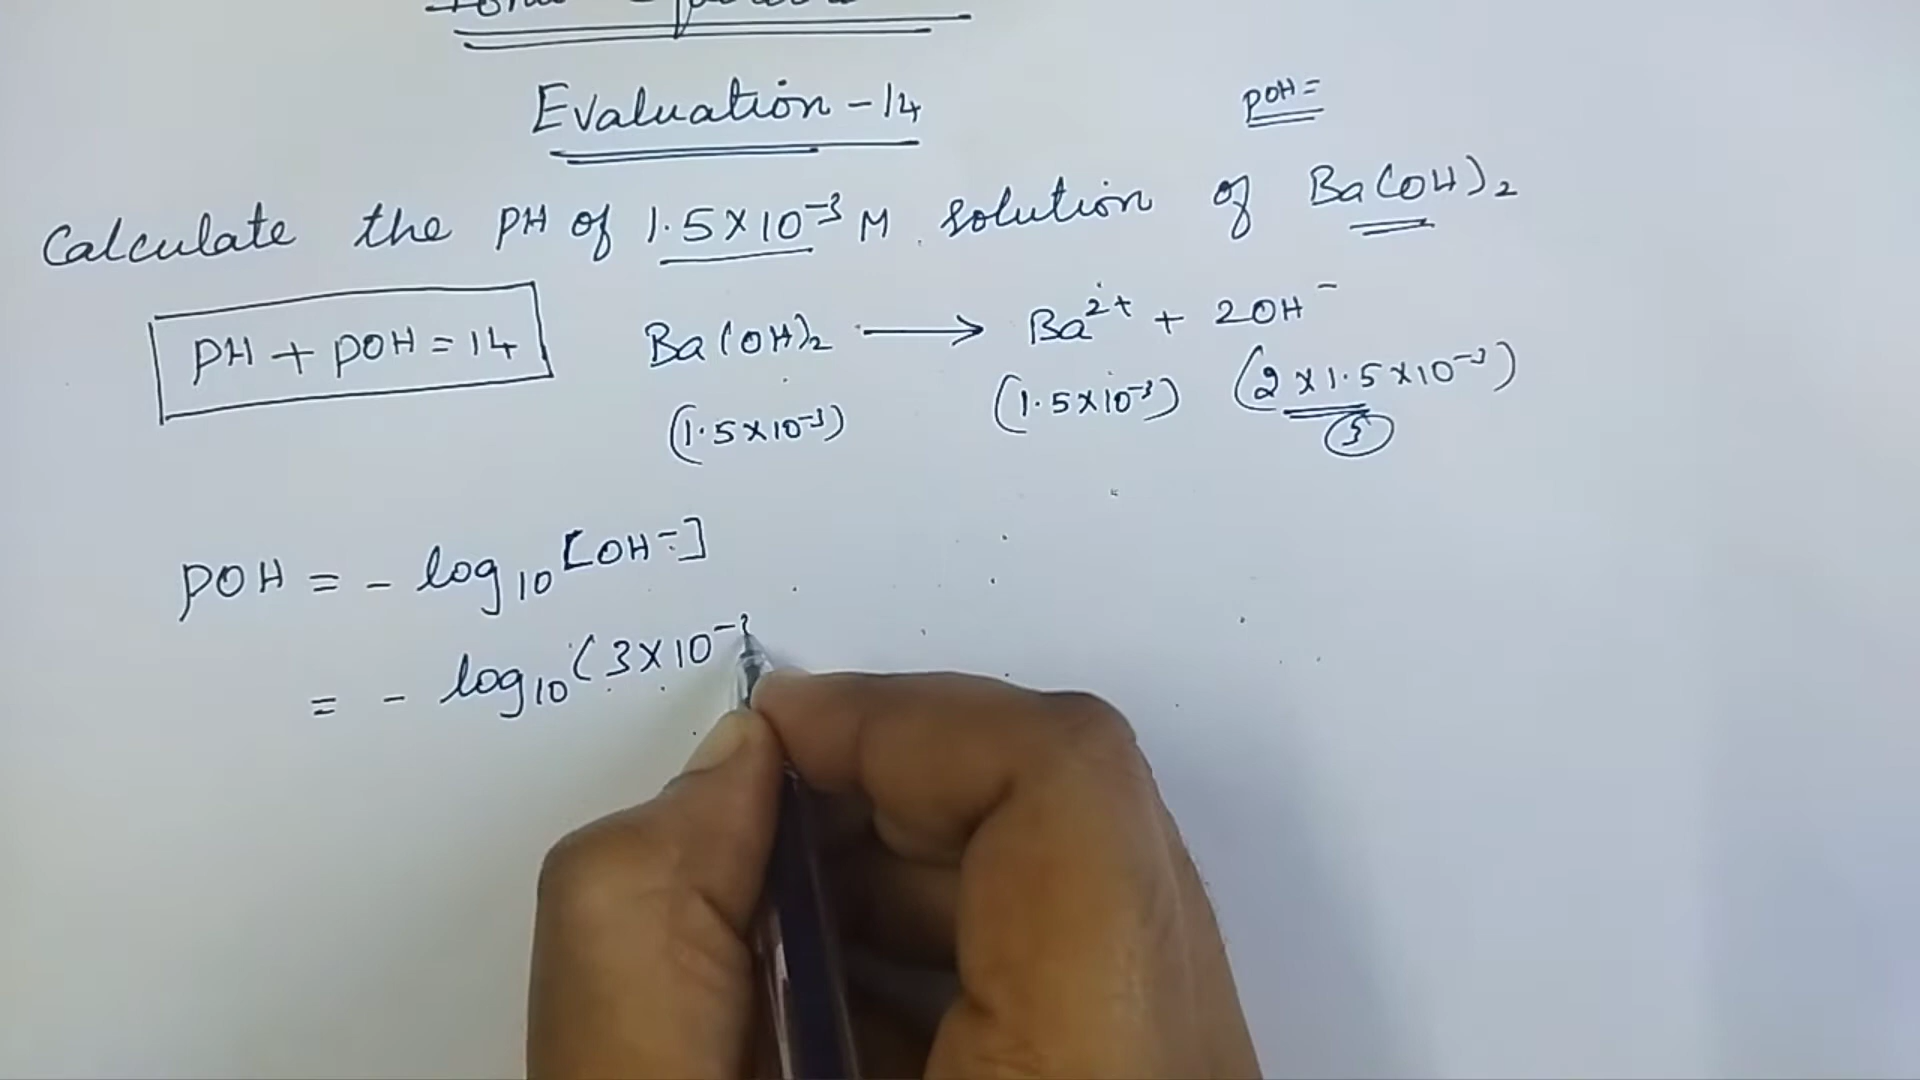 Evaluation-14
POH =
Calculate the PH of 1.5×10⁻³ M solution of Ba(OH)₂
PH + POH = 14
Ba(OH)₂ ⟶ Ba²⁺ + 2OH⁻
(1.5×10⁻³) (1.5×10⁻³) (2×1.5×10⁻³)
3
POH = - log₁₀ [OH⁻]
= - log₁₀ (3×10⁻³